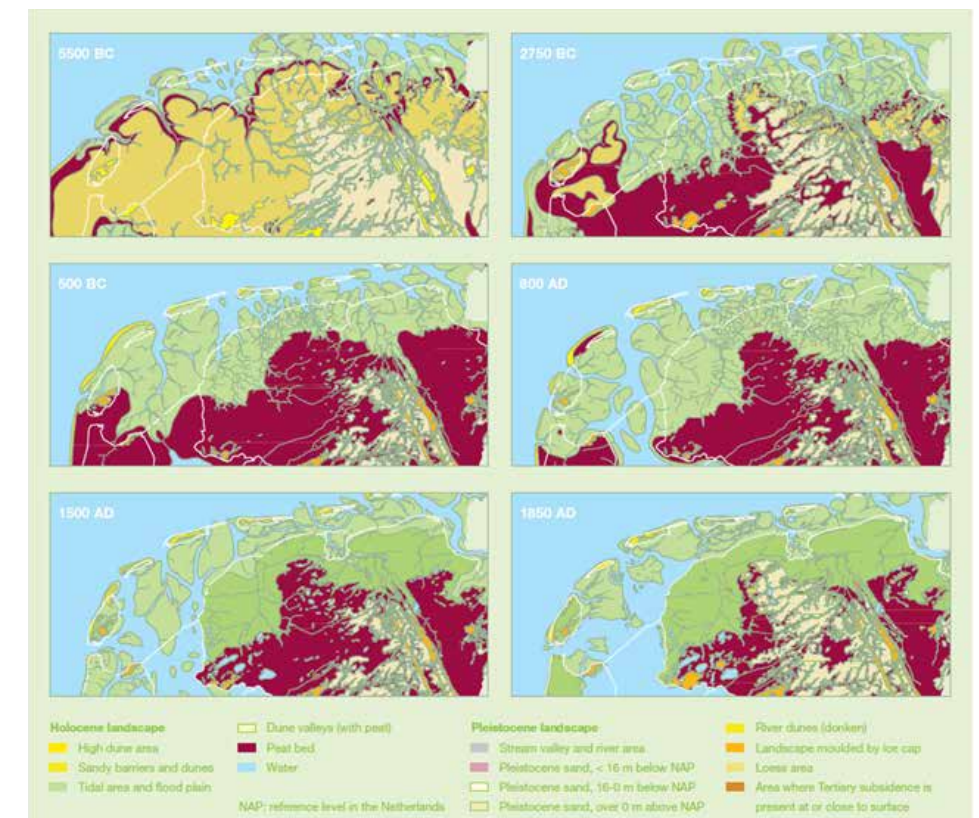 5500 BC
2750 BC
500 BC
800 AD
1500 AD
1850 AD
Holocene landscape
High dune area
Sandy barriers and dunes
Tidal area and flood plain
Dune valleys (with peat)
Peat bed
Water
NAP: reference level in the Netherlands
Pleistocene landscape
Stream valley and river area
Pleistocene sand, < 16 m below NAP
Pleistocene sand, 16-0 m below NAP
Pleistocene sand, over 0 m above NAP
River dunes (donken)
Landscape moulded by ice cap
Loess area
Area where Tertiary subsidence is
present at or close to surface